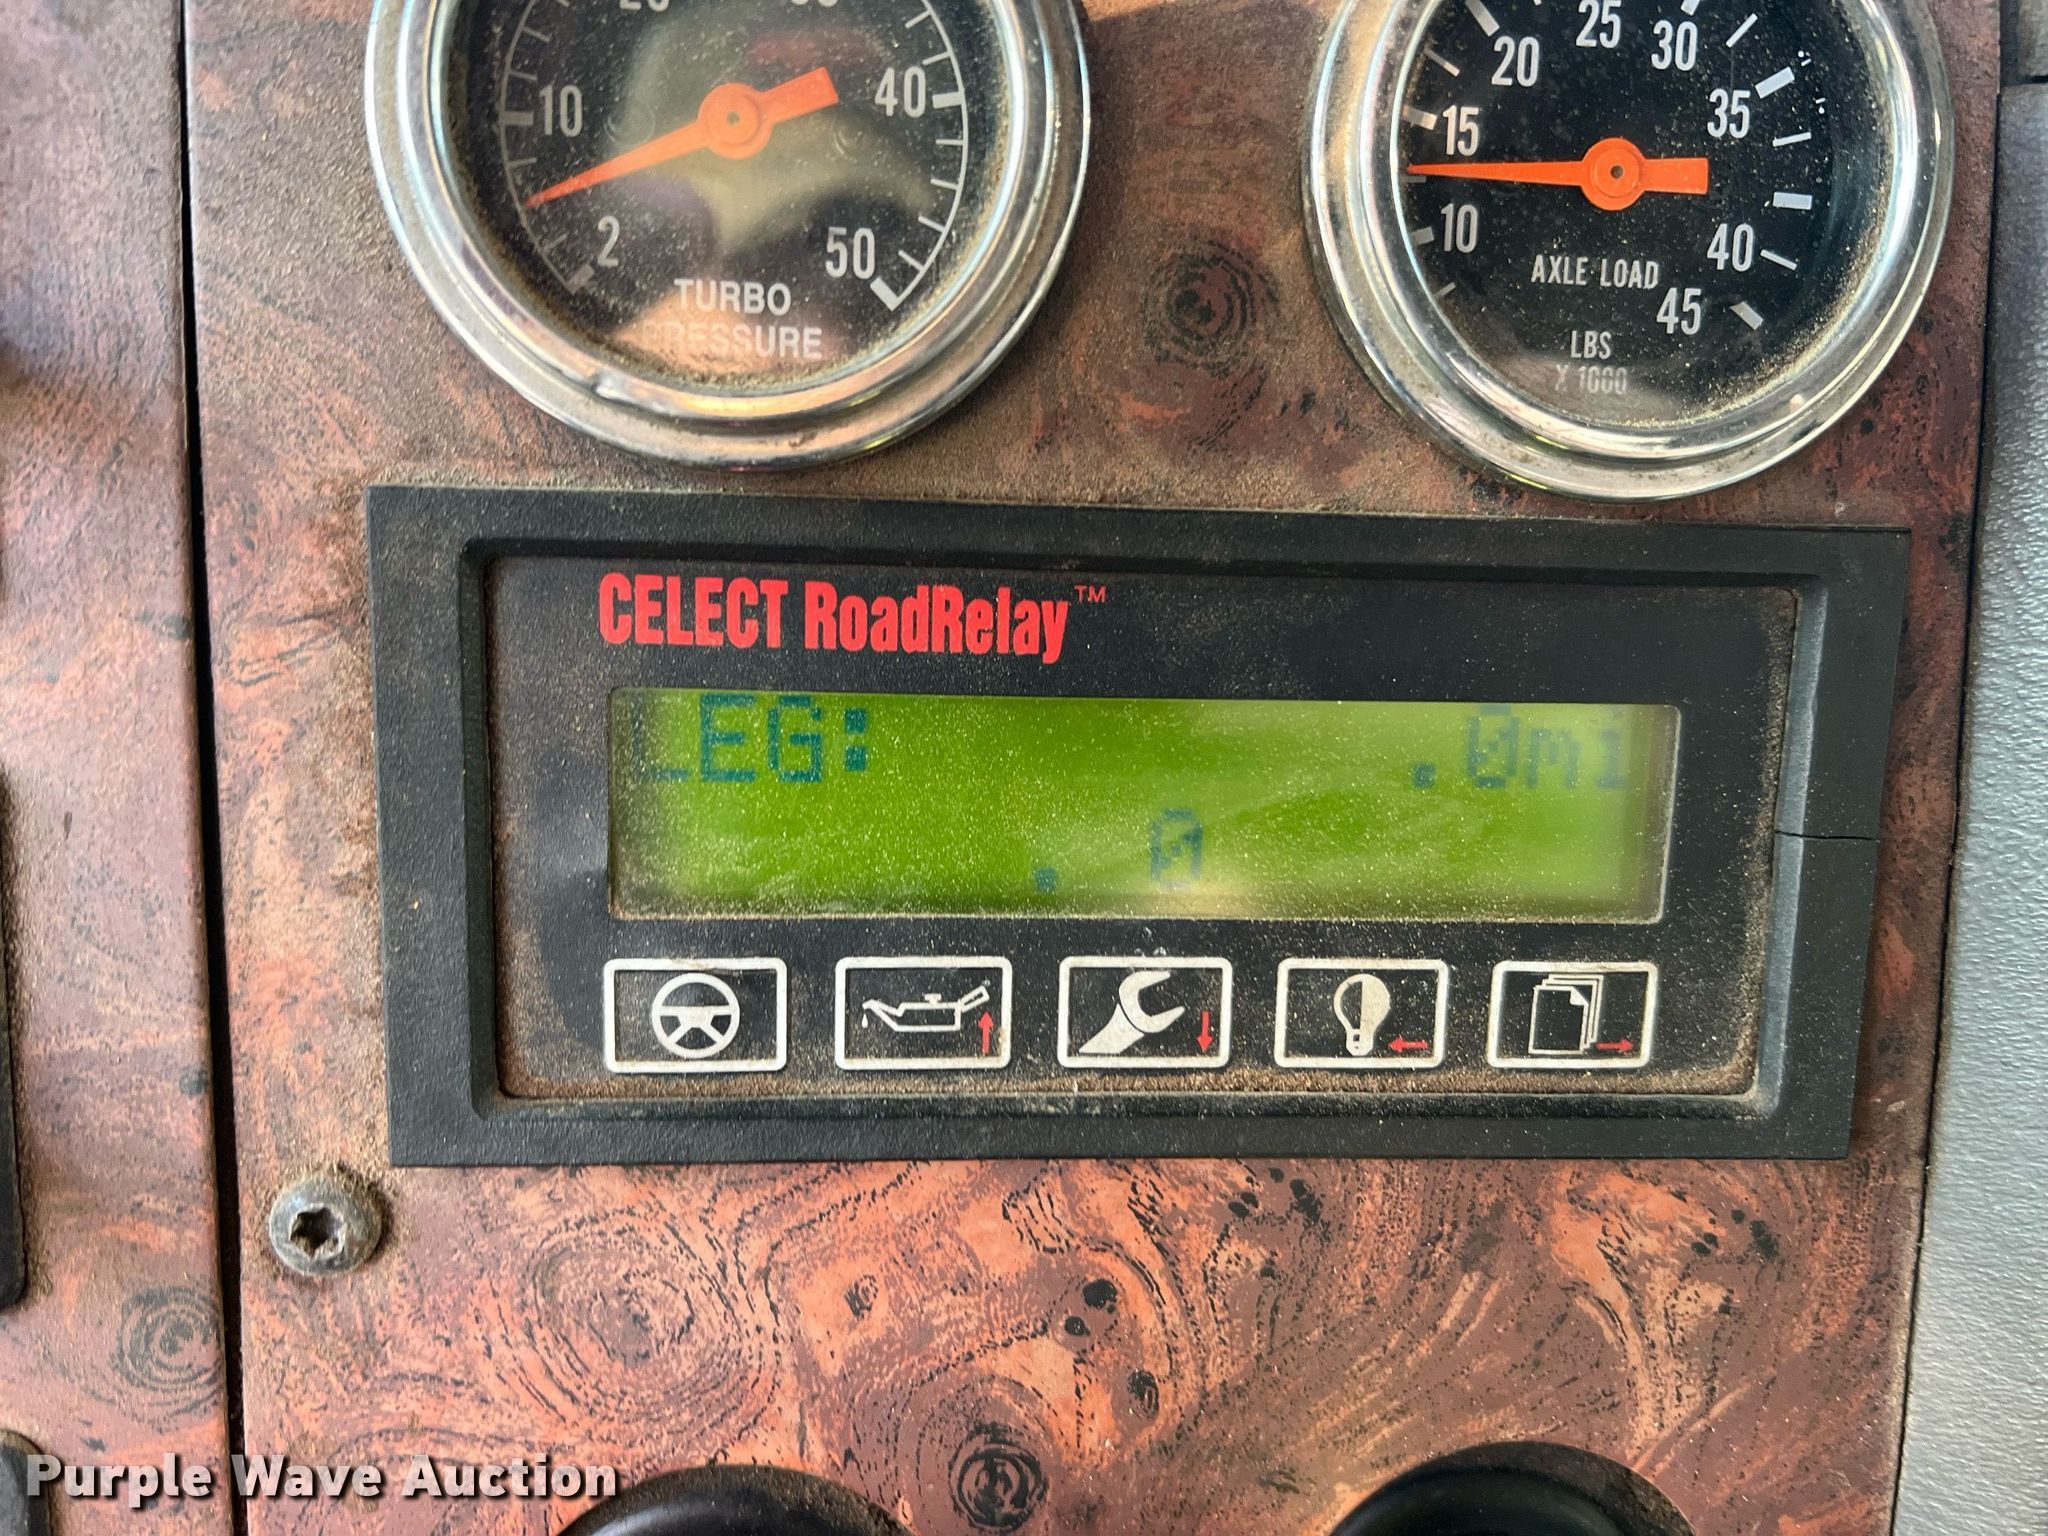 10
40
2
50
TURBO
PRESSURE
15
20
25
30
35
10
40
45
AXLE LOAD
LBS
X 1000
CELECT RoadRelay™
LEG: .0mi
. 0
Purple Wave Auction